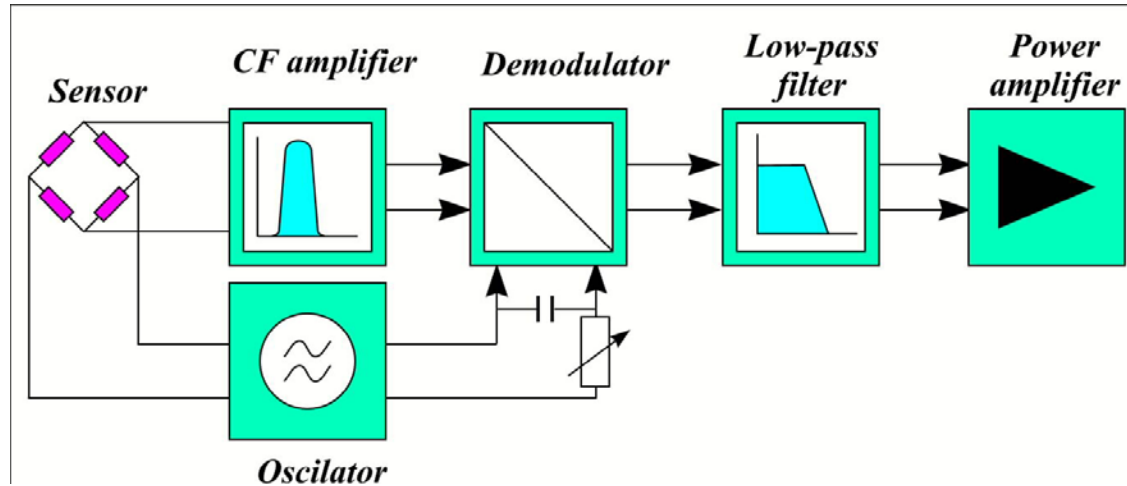 Sensor
CF amplifier
Demodulator
Low-pass
filter
Power
amplifier
Oscilator